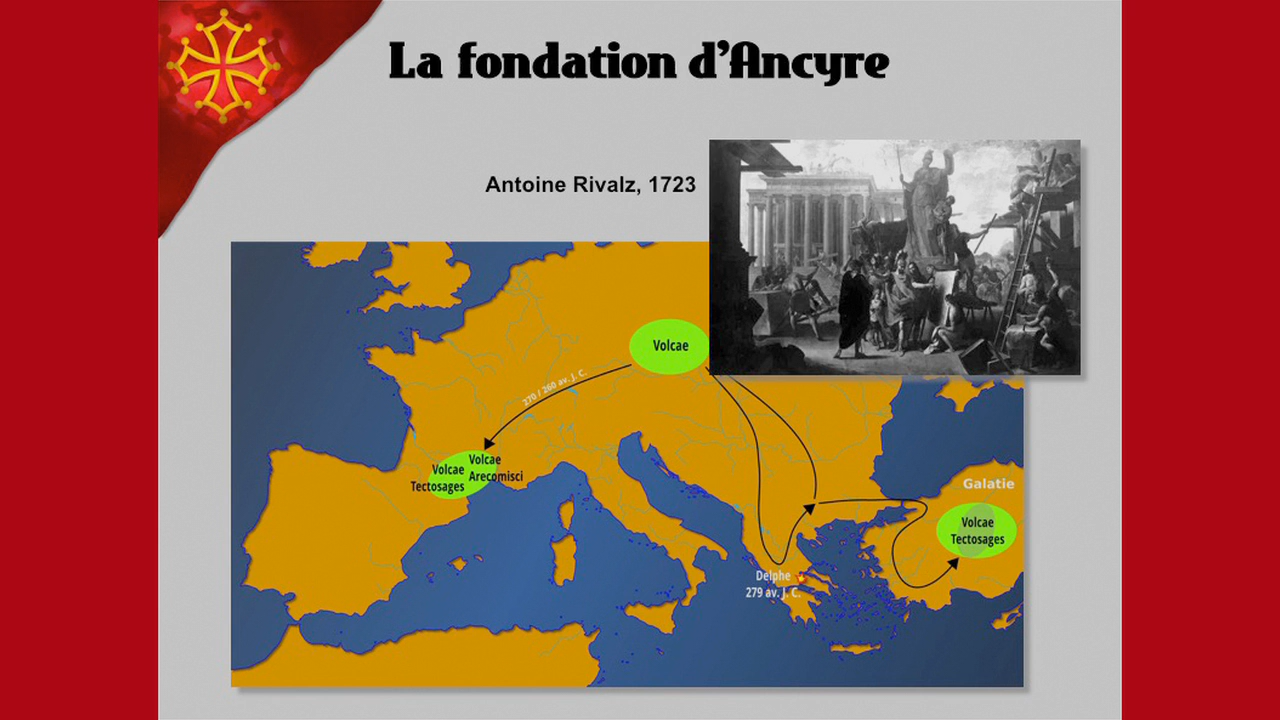 La fondation d'Ancyre
Antoine Rivalz, 1723
Volcae
270 / 260 av. J. C.
Volcae
Arecomisci
Volcae
Tectosages
Galatie
Volcae
Tectosages
Delphe
279 av. J. C.